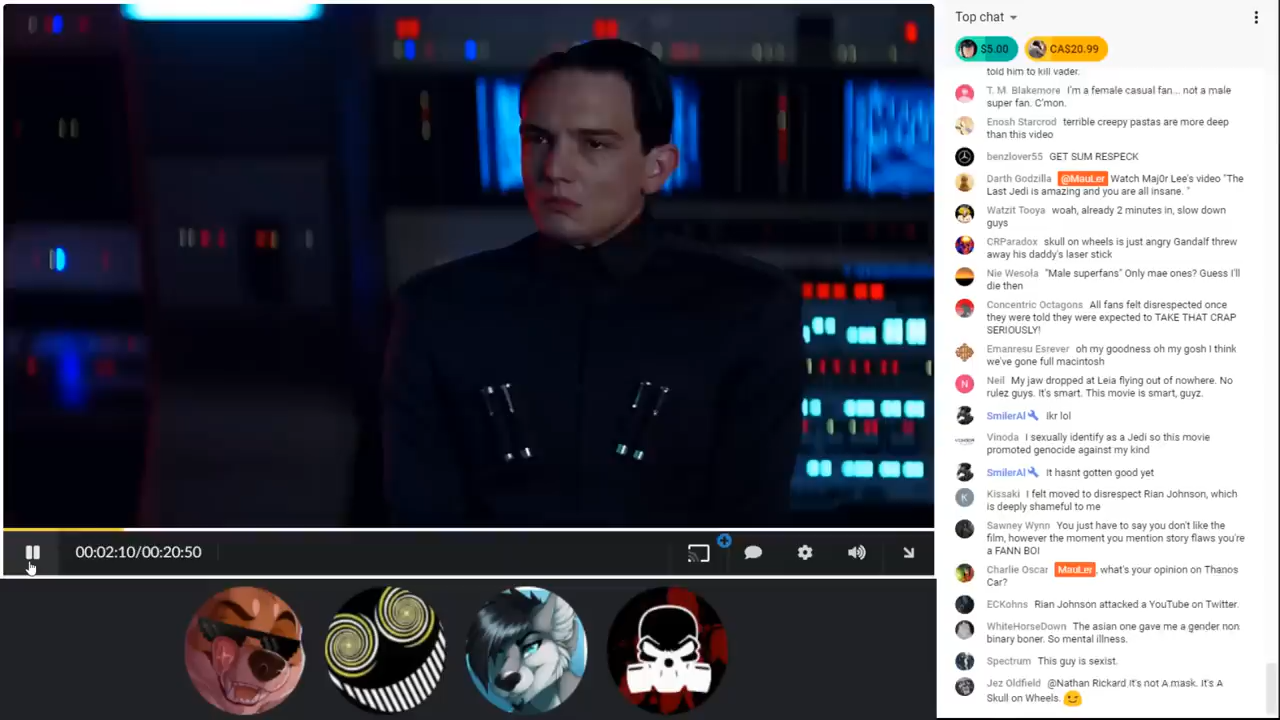 Top chat
$5.00 CA$20.99
told him to kill vader.
T. M. Blakemore I'm a female casual fan... not a male
super fan. C'mon.
Enosh Starcrod terrible creepy pastas are more deep
than this video
benzlover55 GET SUM RESPECK
Darth Godzilla @MauLer Watch Maj0r Lee's video "The
Last Jedi is amazing and you are all insane. "
Watzit Tooya woah, already 2 minutes in, slow down
guys
CRParadox skull on wheels is just angry Gandalf threw
away his daddy's laser stick
Nie Wesoła "Male superfans" Only mae ones? Guess I'll
die then
Concentric Octagons All fans felt disrespected once
they were told they were expected to TAKE THAT CRAP
SERIOUSLY!
Emanresu Esrever oh my goodness oh my gosh I think
we've gone full macintosh
N Neil My jaw dropped at Leia flying out of nowhere. No
rulez guys. It's smart. This movie is smart, guyz.
SmilerAl Ikr lol
Vinoda I sexually identify as a Jedi so this movie
promoted genocide against my kind
SmilerAl It hasnt gotten good yet
K Kissaki I felt moved to disrespect Rian Johnson, which
is deeply shameful to me
Sawney Wynn You just have to say you don't like the
film, however the moment you mention story flaws you're
a FANN BOI
Charlie Oscar MauLer, what's your opinion on Thanos
Car?
ECKohns Rian Johnson attacked a YouTube on Twitter.
WhiteHorseDown The asian one gave me a gender non
binary boner. So mental illness.
Spectrum This guy is sexist.
Jez Oldfield @Nathan Rickard It's not A mask. It's A
Skull on Wheels.
00:02:10/00:20:50